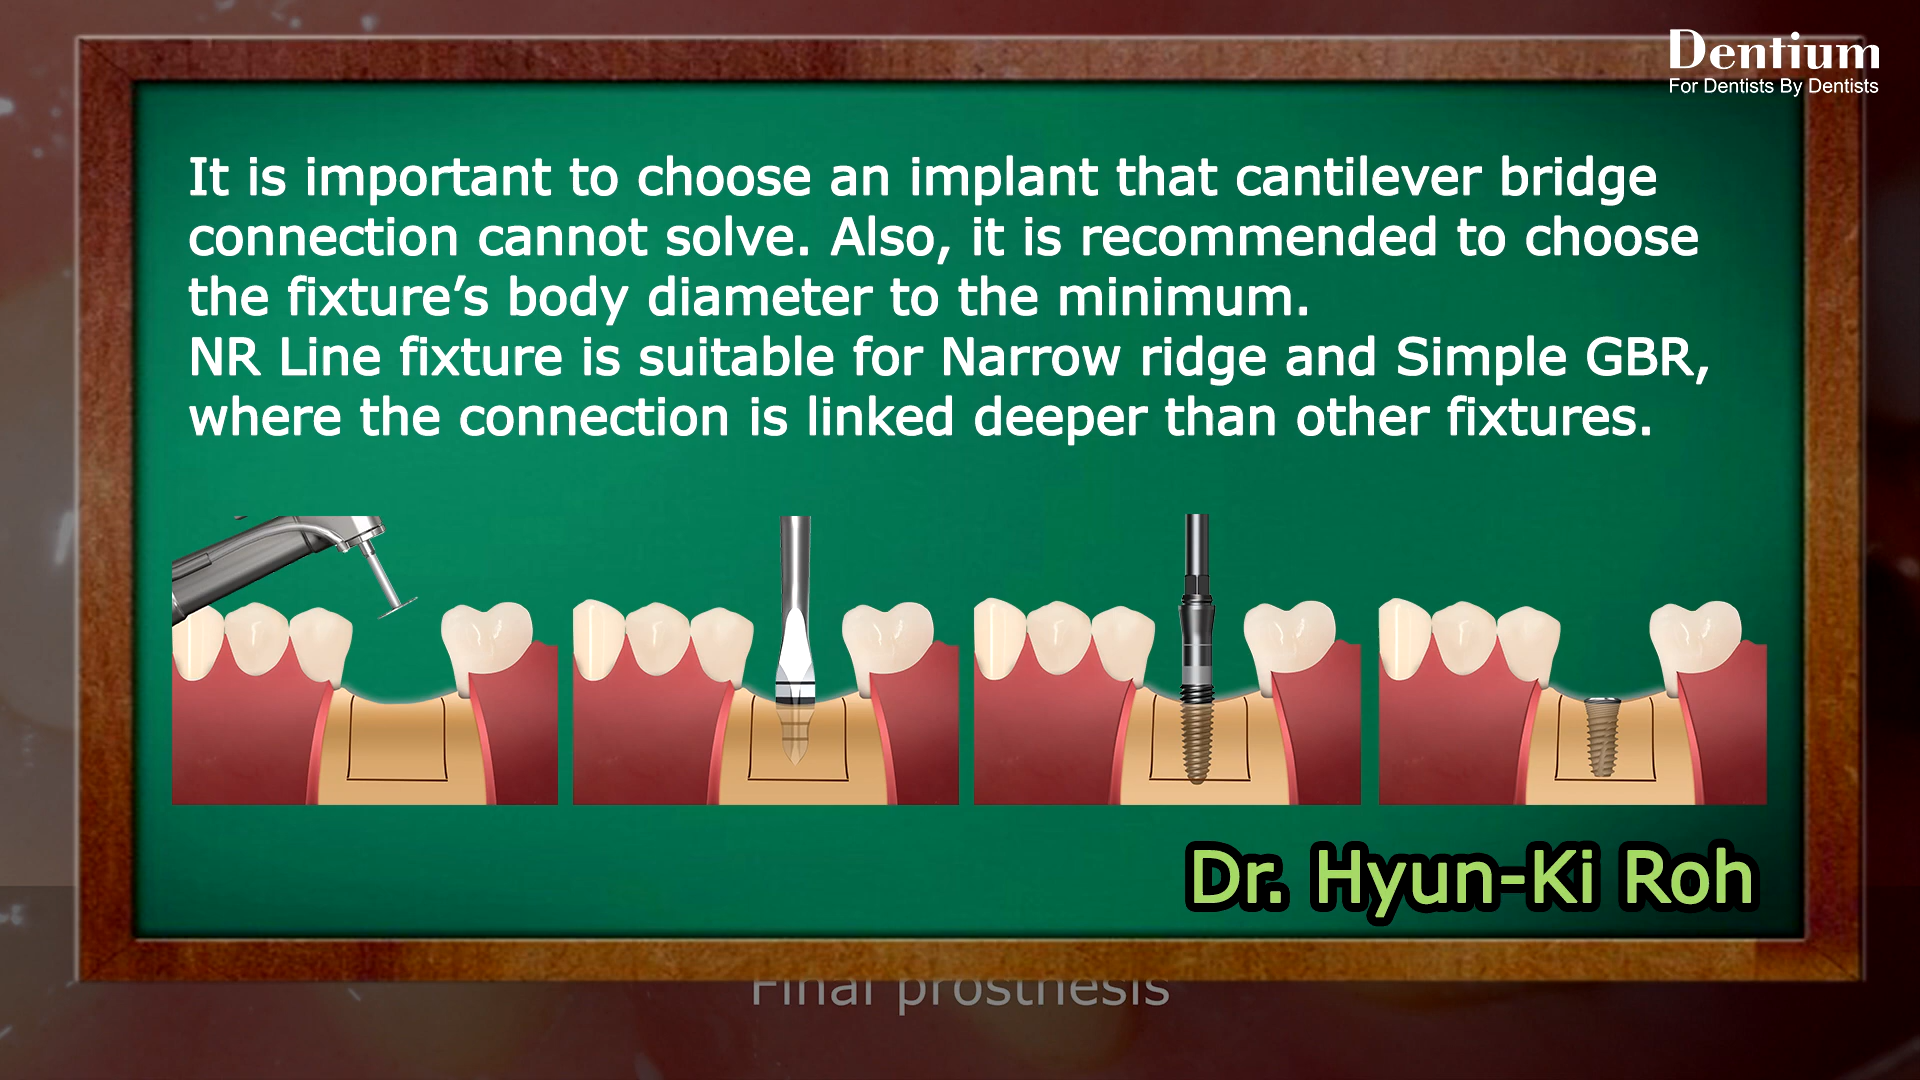 Dentium
For Dentists By Dentists
It is important to choose an implant that cantilever bridge
connection cannot solve. Also, it is recommended to choose
the fixture’s body diameter to the minimum.
NR Line fixture is suitable for Narrow ridge and Simple GBR,
where the connection is linked deeper than other fixtures.
Dr. Hyun-Ki Roh
Final prosthesis